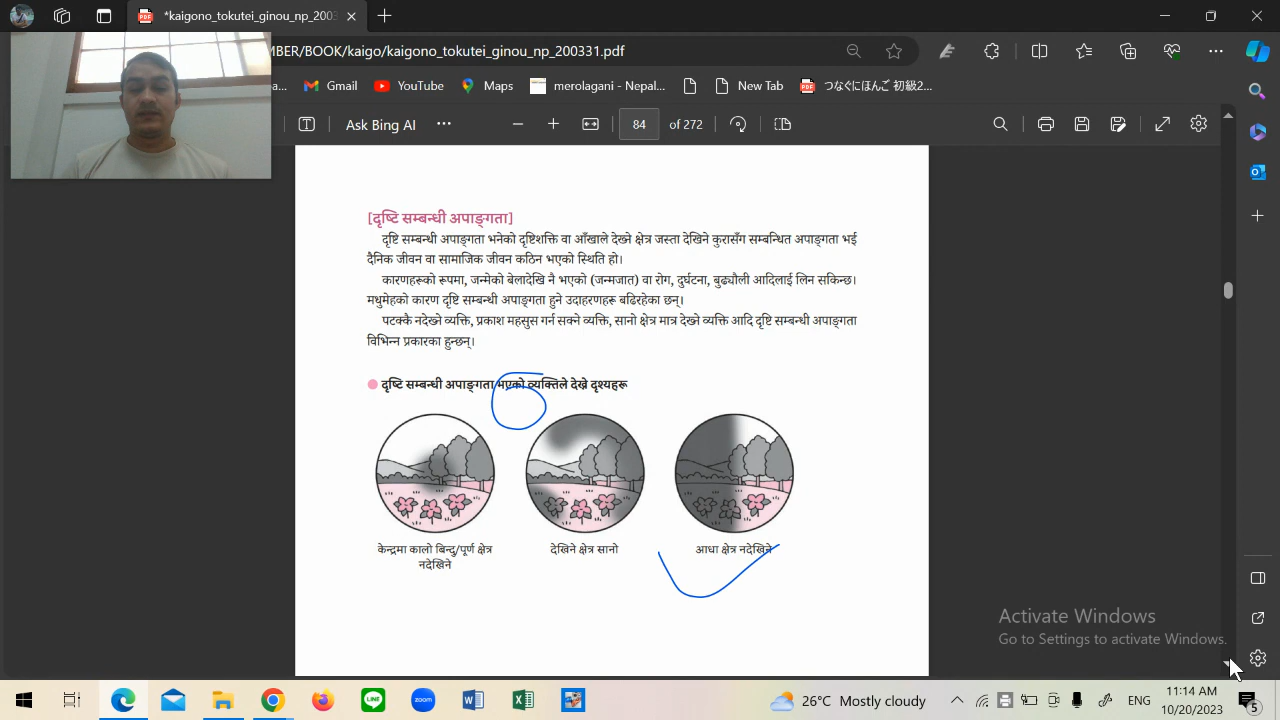 *kaigono_tokutei_ginou_np_2003
MBER/BOOK/kaigo/kaigono_tokutei_ginou_np_200331.pdf
a...
Gmail
YouTube
Maps
merolagani - Nepal...
New Tab
つなぐにほんご 初級2...
Ask Bing AI
84 of 272
[दृष्टि सम्बन्धी अपाङ्गता]
दृष्टि सम्बन्धी अपाङ्गता भनेको दृष्टिशक्ति वा आँखाले देख्ने क्षेत्र जस्ता देखिने कुरासँग सम्बन्धित अपाङ्गता भई
दैनिक जीवन वा सामाजिक जीवन कठिन भएको स्थिति हो।
कारणहरूको रूपमा, जन्मेको बेलादेखि नै भएको (जन्मजात) वा रोग, दुर्घटना, बुढ्यौली आदिलाई लिन सकिन्छ।
मधुमेहको कारण दृष्टि सम्बन्धी अपाङ्गता हुने उदाहरणहरू बढिरहेका छन्।
पटक्कै नदेख्ने व्यक्ति, प्रकाश महसुस गर्न सक्ने व्यक्ति, सानो क्षेत्र मात्र देख्ने व्यक्ति आदि दृष्टि सम्बन्धी अपाङ्गता
विभिन्न प्रकारका हुन्छन्।
दृष्टि सम्बन्धी अपाङ्गता भएको व्यक्तिले देख्ने दृश्यहरू
केन्द्रमा कालो बिन्दु/पूर्ण क्षेत्र
नदेखिने
देखिने क्षेत्र सानो
आधा क्षेत्र नदेखिने
Activate Windows
Go to Settings to activate Windows.
26°C Mostly cloudy
ENG
11:14 AM
10/20/2023
5